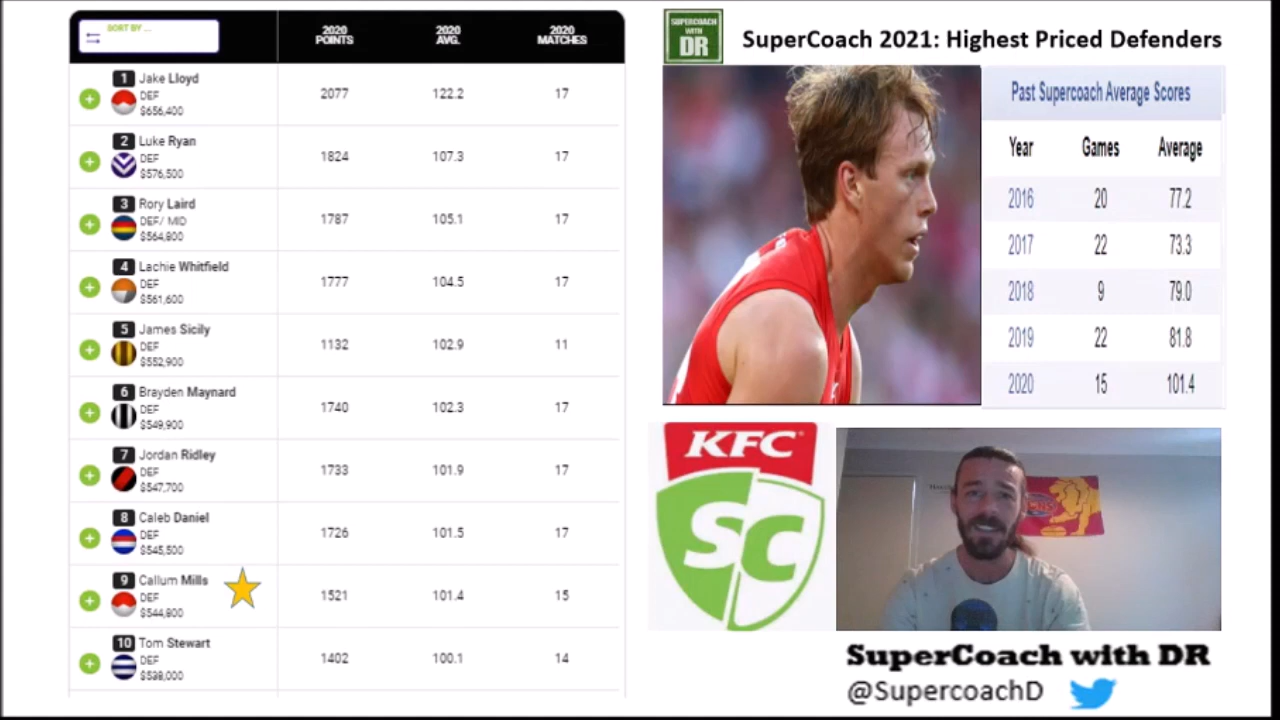 SORT BY ...
2020 POINTS
2020 AVG.
2020 MATCHES
1 Jake Lloyd
DEF
$656,400
2077 122.2 17
2 Luke Ryan
DEF
$576,500
1824 107.3 17
3 Rory Laird
DEF/ MID
$564,800
1787 105.1 17
4 Lachie Whitfield
DEF
$561,600
1777 104.5 17
5 James Sicily
DEF
$552,900
1132 102.9 11
6 Brayden Maynard
DEF
$549,900
1740 102.3 17
7 Jordan Ridley
DEF
$547,700
1733 101.9 17
8 Caleb Daniel
DEF
$545,500
1726 101.5 17
9 Callum Mills
DEF
$544,800
1521 101.4 15
10 Tom Stewart
DEF
$538,000
1402 100.1 14
SUPERCOACH
WITH
DR
SuperCoach 2021: Highest Priced Defenders
Past Supercoach Average Scores
Year Games Average
2016 20 77.2
2017 22 73.3
2018 9 79.0
2019 22 81.8
2020 15 101.4
KFC
SC
SuperCoach with DR
@SupercoachD